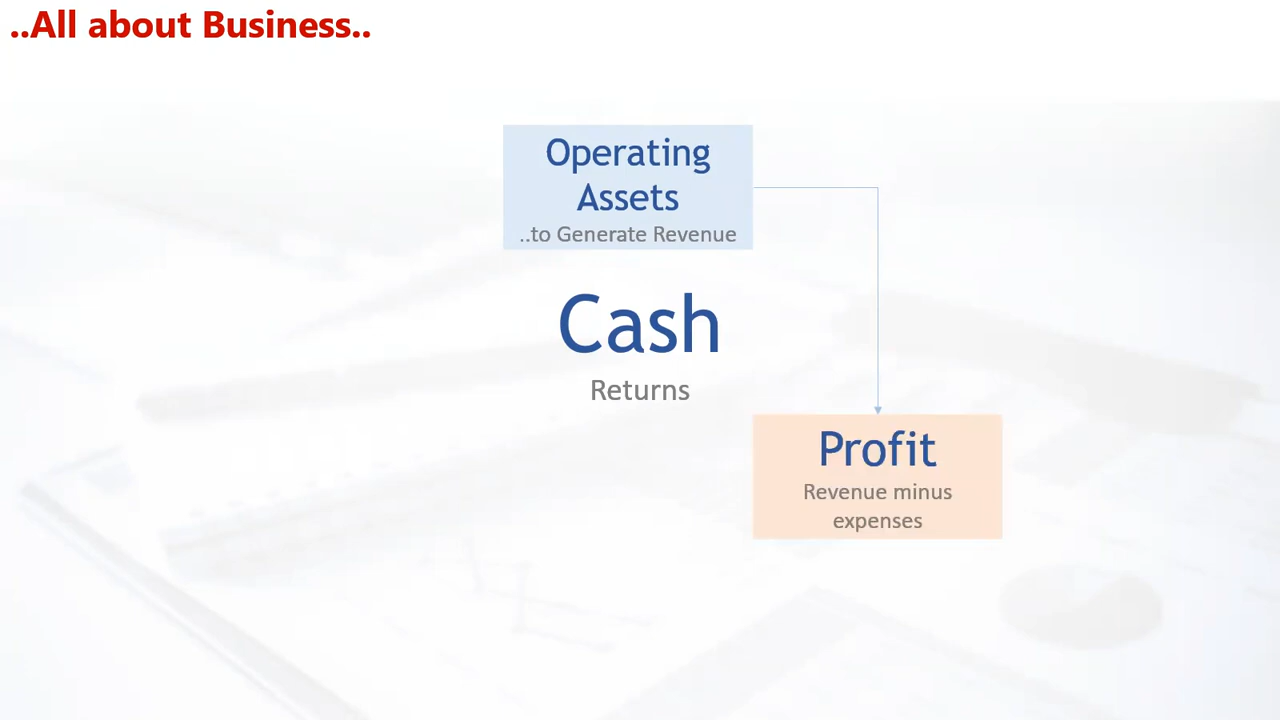 ..All about Business..
Operating
Assets
..to Generate Revenue
Cash
Returns
Profit
Revenue minus
expenses